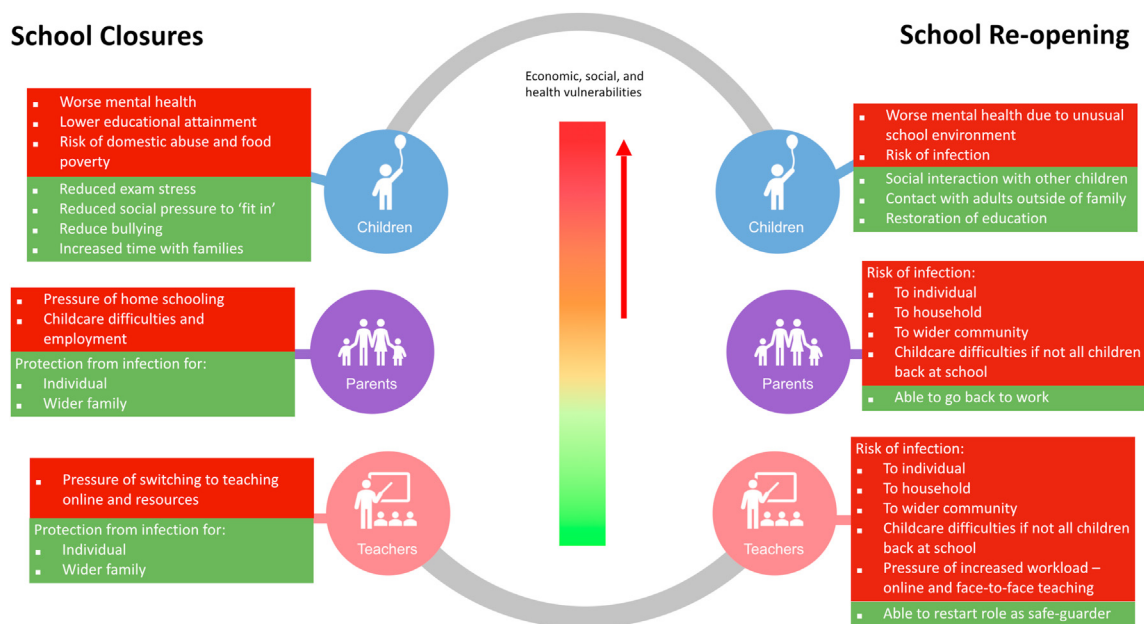 School Closures
School Re-opening
Economic, social, and
health vulnerabilities
▪ Worse mental health
▪ Lower educational attainment
▪ Risk of domestic abuse and food
poverty
▪ Reduced exam stress
▪ Reduced social pressure to ‘fit in’
▪ Reduce bullying
▪ Increased time with families
Children
▪ Pressure of home schooling
▪ Childcare difficulties and
employment
Protection from infection for:
▪ Individual
▪ Wider family
Parents
▪ Pressure of switching to teaching
online and resources
Protection from infection for:
▪ Individual
▪ Wider family
Teachers
Children
▪ Worse mental health due to unusual
school environment
▪ Risk of infection
▪ Social interaction with other children
▪ Contact with adults outside of family
▪ Restoration of education
Parents
Risk of infection:
▪ To individual
▪ To household
▪ To wider community
▪ Childcare difficulties if not all children
back at school
▪ Able to go back to work
Teachers
Risk of infection:
▪ To individual
▪ To household
▪ To wider community
▪ Childcare difficulties if not all children
back at school
▪ Pressure of increased workload –
online and face-to-face teaching
▪ Able to restart role as safe-guarder